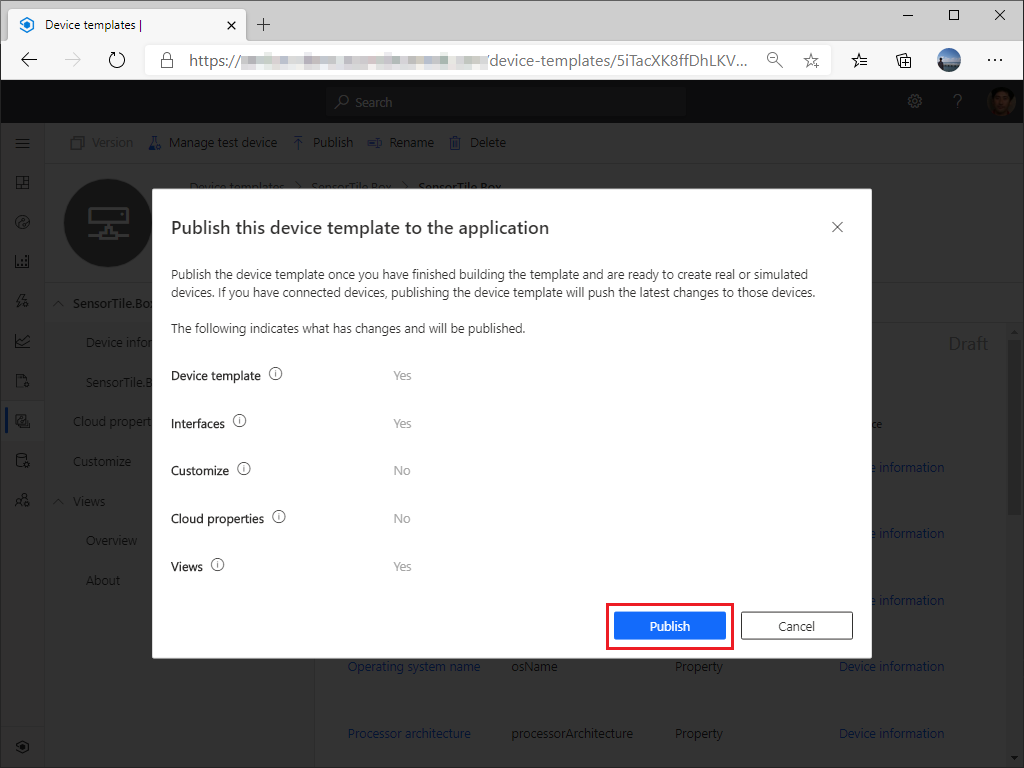 Device templates |
https:// /device-templates/5iTacXK8ffDhLKV...
Search
Version Manage test device Publish Rename Delete
Device templates > SensorTile.Box > SensorTile.Box
Publish this device template to the application
Publish the device template once you have finished building the template and are ready to create real or simulated
devices. If you have connected devices, publishing the device template will push the latest changes to those devices.
The following indicates what has changes and will be published.
Device template Yes
Interfaces Yes
Customize No
Cloud properties No
Views Yes
Publish Cancel
SensorTile.Box
Device infor
SensorTile.B
Cloud propert
Customize
Views
Overview
About
Draft
ce
e information
e information
e information
Operating system name osName Property Device information
Processor architecture processorArchitecture Property Device information